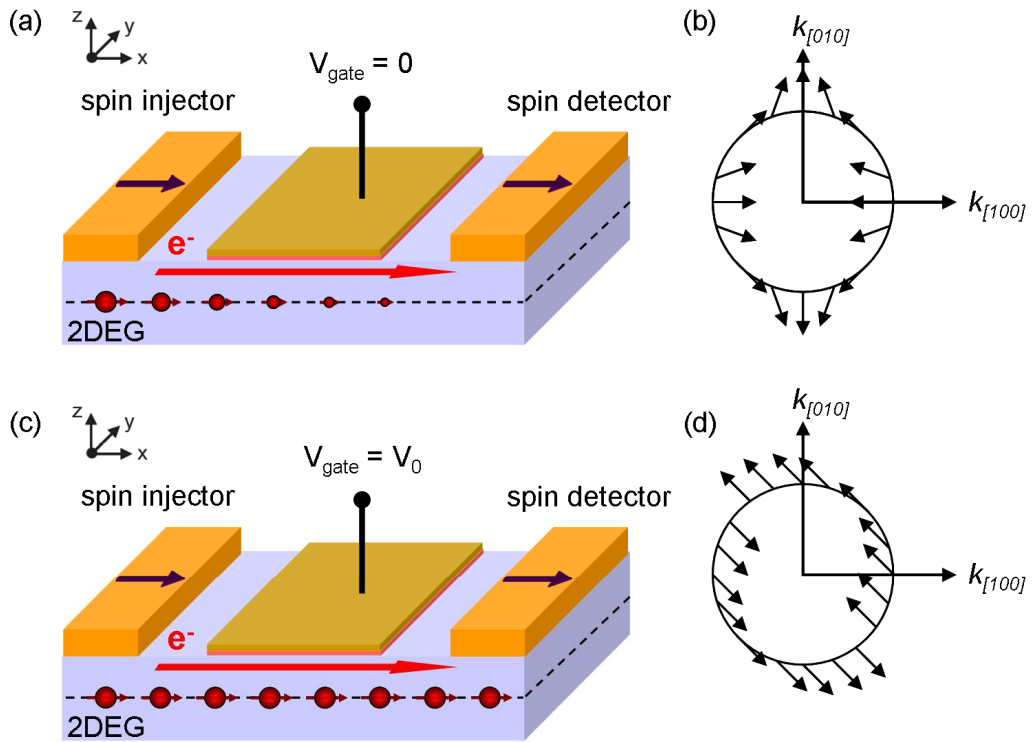 (a)
z
y
x
V_gate = 0
spin injector
spin detector
e⁻
2DEG
(b)
k_[010]
k_[100]
(c)
z
y
x
V_gate = V_0
spin injector
spin detector
e⁻
2DEG
(d)
k_[010]
k_[100]